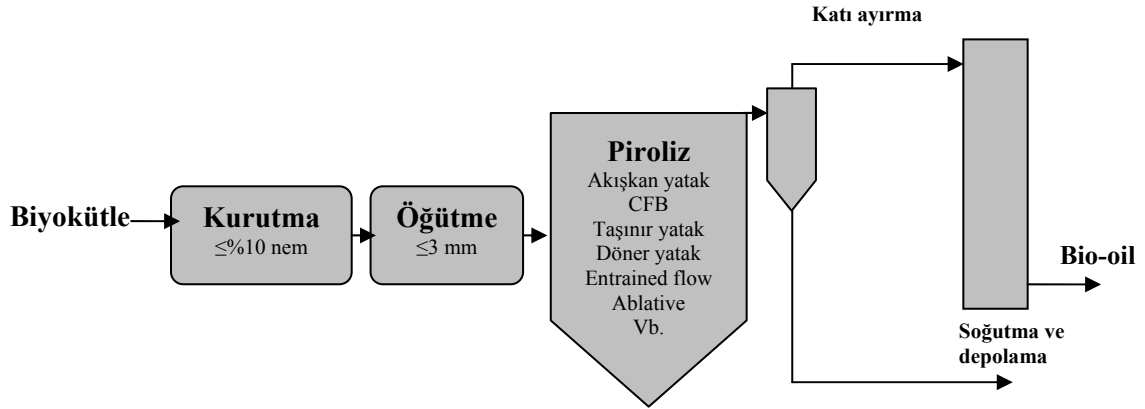 Katı ayırma
Biyokütle
Kurutma
≤%10 nem
Öğütme
≤3 mm
Piroliz
Akışkan yatak
CFB
Taşınır yatak
Döner yatak
Entrained flow
Ablative
Vb.
Bio-oil
Soğutma ve
depolama